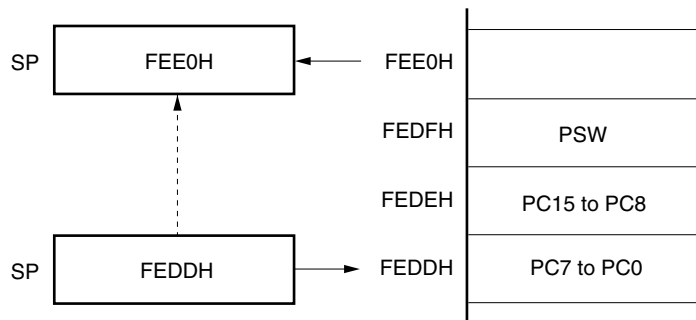 SP FEE0H FEE0H
FEDFH PSW
FEDEH PC15 to PC8
SP FEDDH FEDDH PC7 to PC0